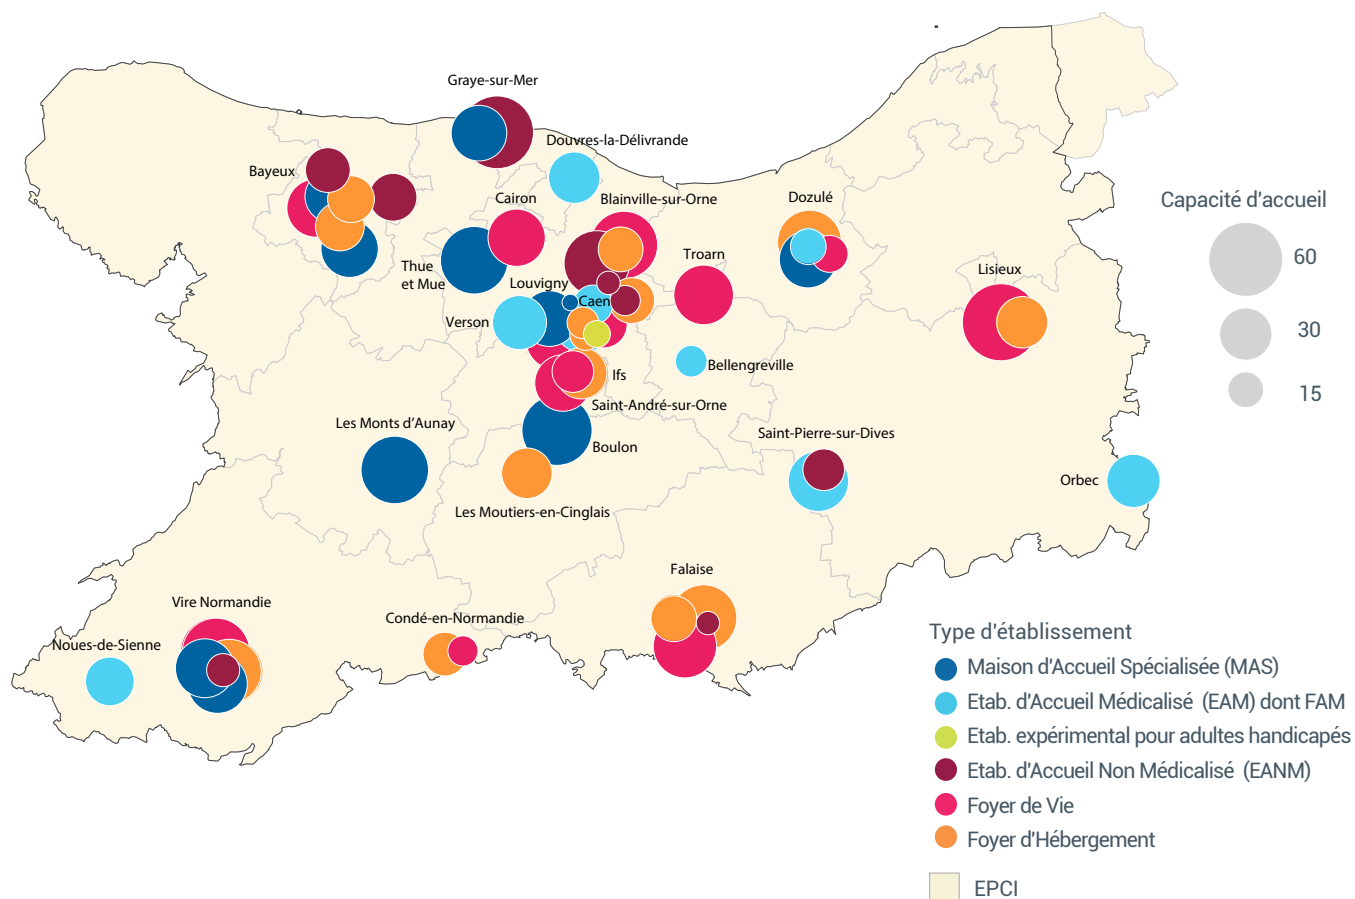 Graye-sur-Mer
Douvres-la-Délivrande
Bayeux
Cairon
Blainville-sur-Orne
Dozulé
Capacité d'accueil
60
30
15
Troarn
Thue
et Mue
Louvigny
Lisieux
Caen
Verson
Bellengreville
Ifs
Saint-André-sur-Orne
Les Monts d'Aunay
Boulon
Saint-Pierre-sur-Dives
Orbec
Les Moutiers-en-Cinglais
Falaise
Vire Normandie
Condé-en-Normandie
Noues-de-Sienne
Type d'établissement
Maison d'Accueil Spécialisée (MAS)
Etab. d'Accueil Médicalisé (EAM) dont FAM
Etab. expérimental pour adultes handicapés
Etab. d'Accueil Non Médicalisé (EANM)
Foyer de Vie
Foyer d'Hébergement
EPCI